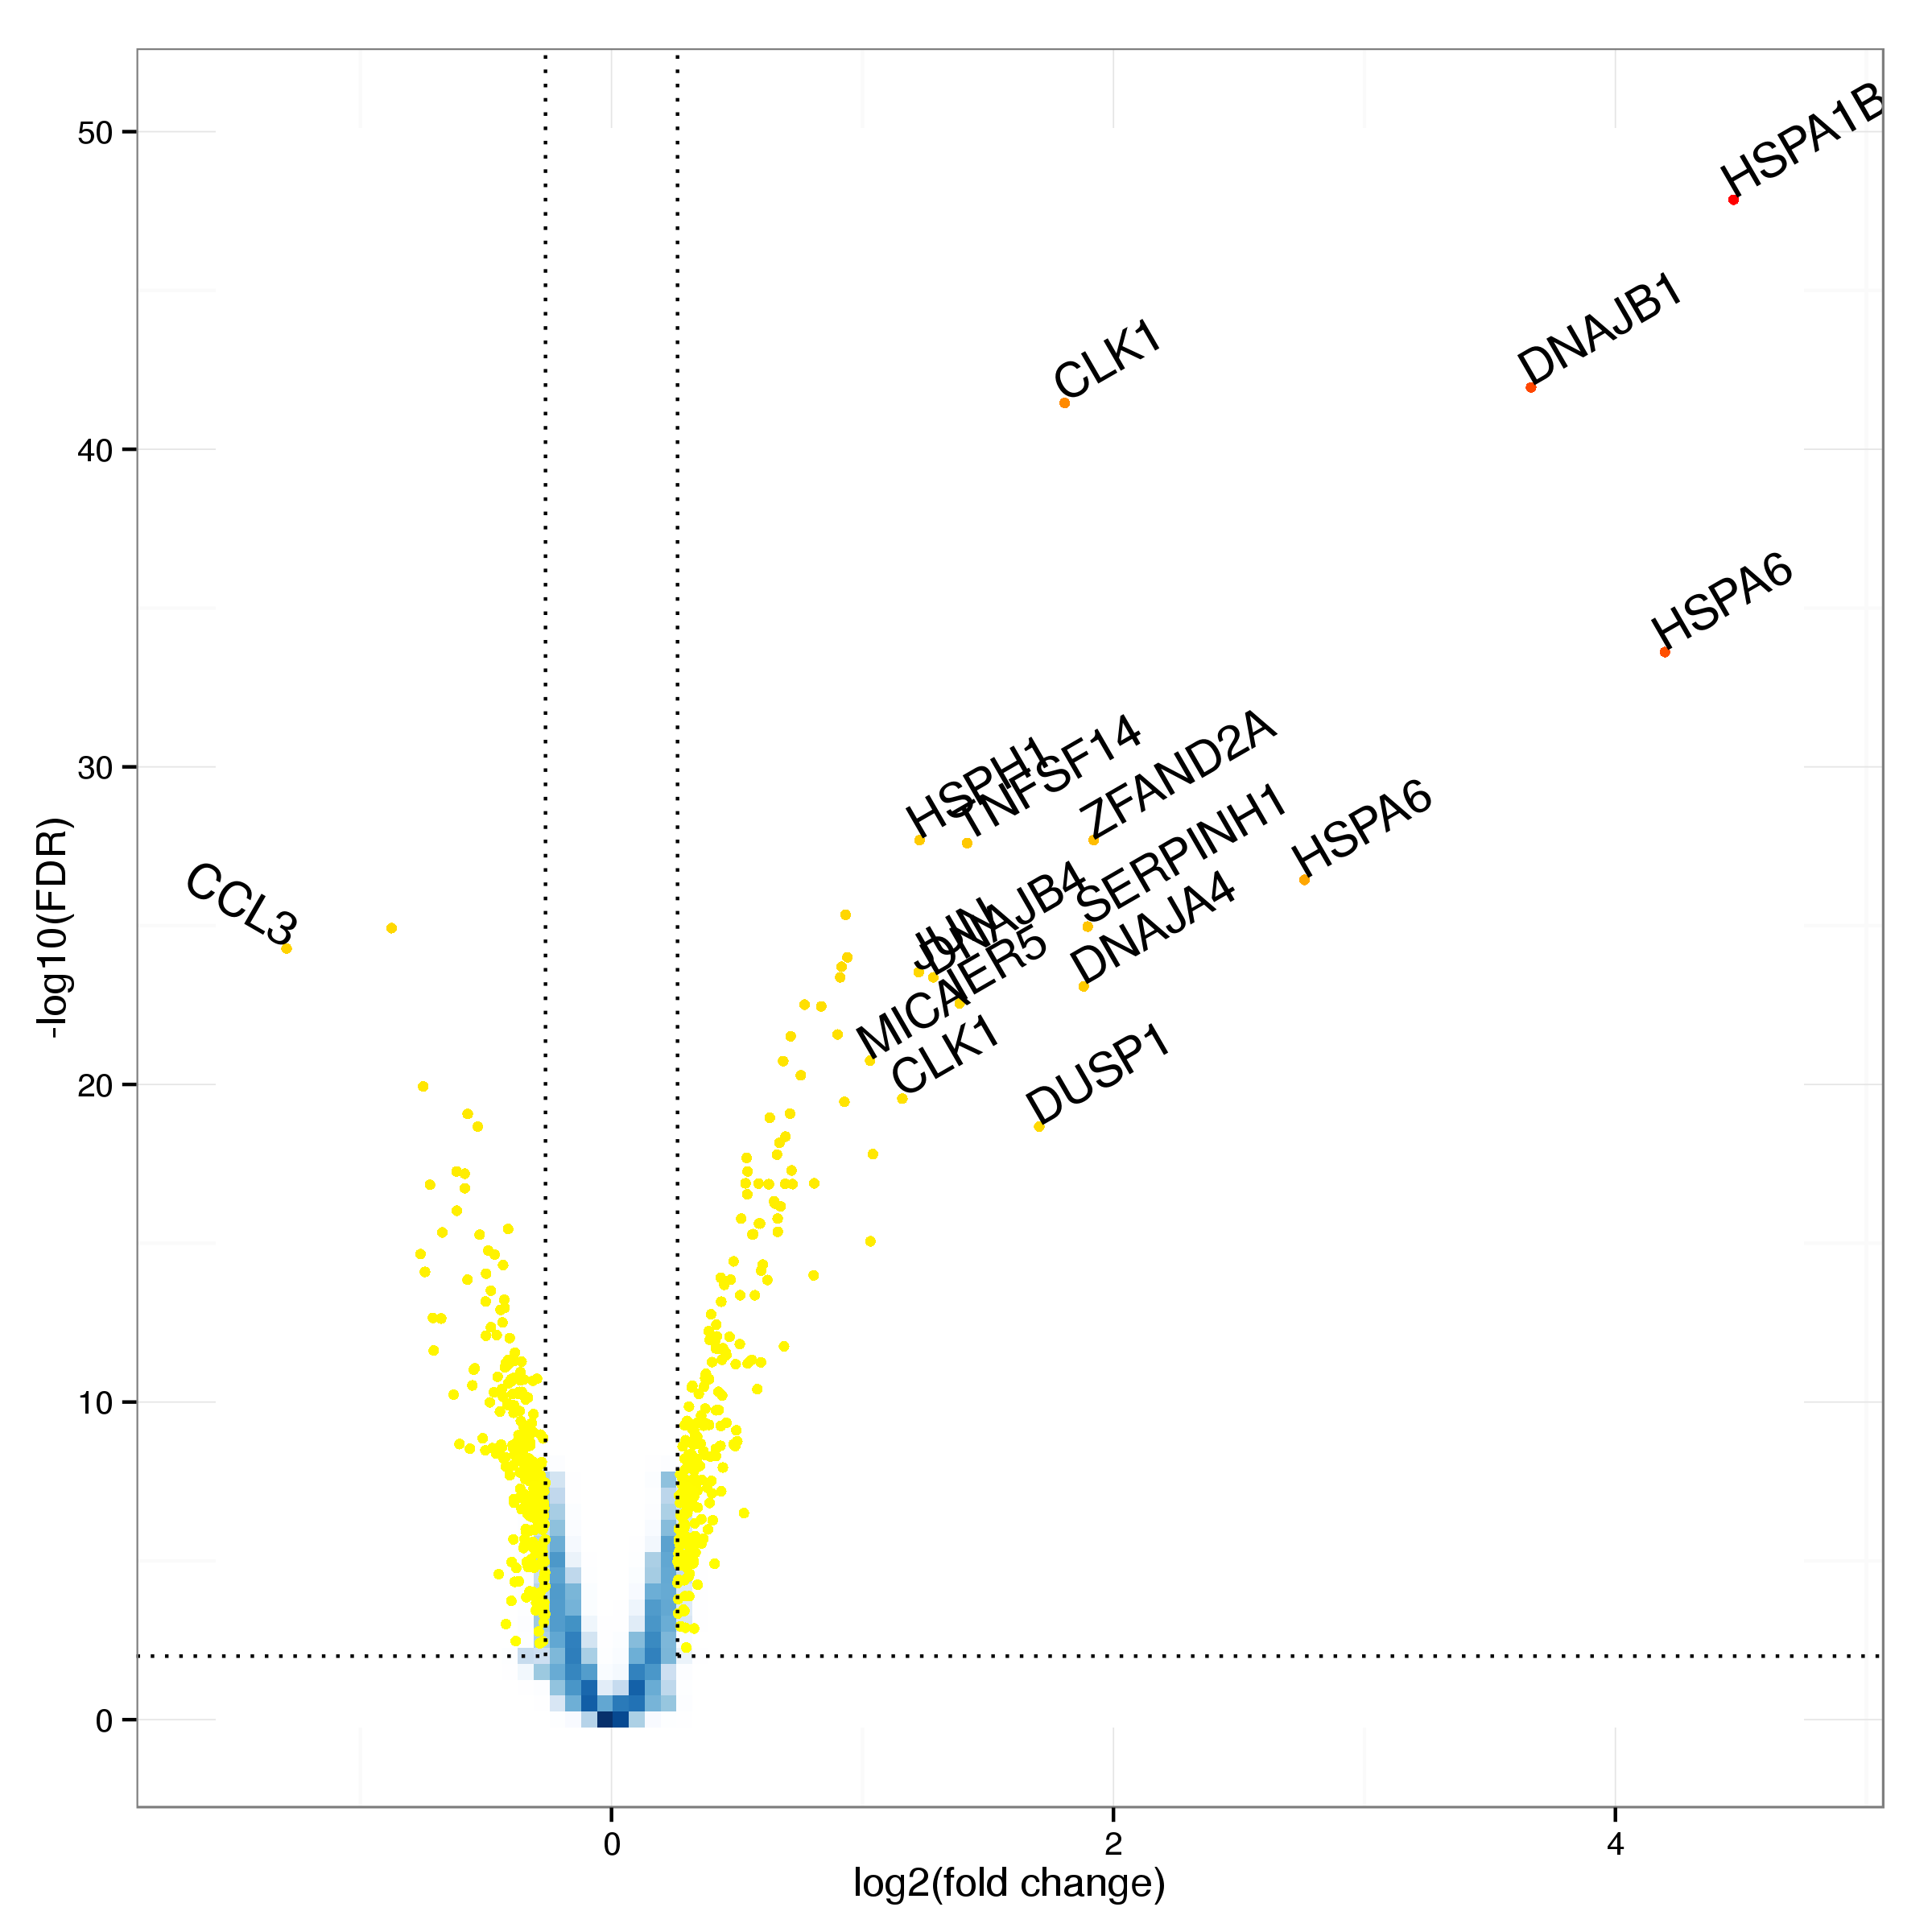 50
HSPA1B
DNAJB1
CLK1
40
HSPA6
30
HSPH1
TNFSF14
ZFAND2A
SERPINH1
HSPA6
CCL3
JUN
DNAJB4
DNAJA4
IER5
MICA
CLK1
DUSP1
20
10
0
-log10(FDR)
0
2
4
log2(fold change)